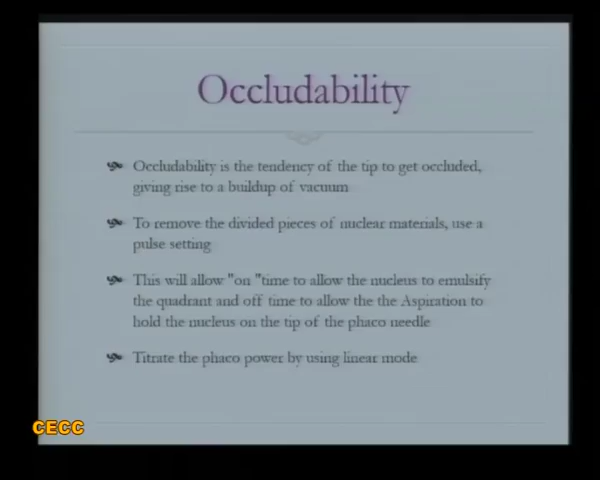 Occludability
Occludability is the tendency of the tip to get occluded,
giving rise to a buildup of vacuum
To remove the divided pieces of nuclear materials, use a
pulse setting
This will allow "on "time to allow the nucleus to emulsify
the quadrant and off time to allow the the Aspiration to
hold the nucleus on the tip of the phaco needle
Titrate the phaco power by using linear mode
CECC